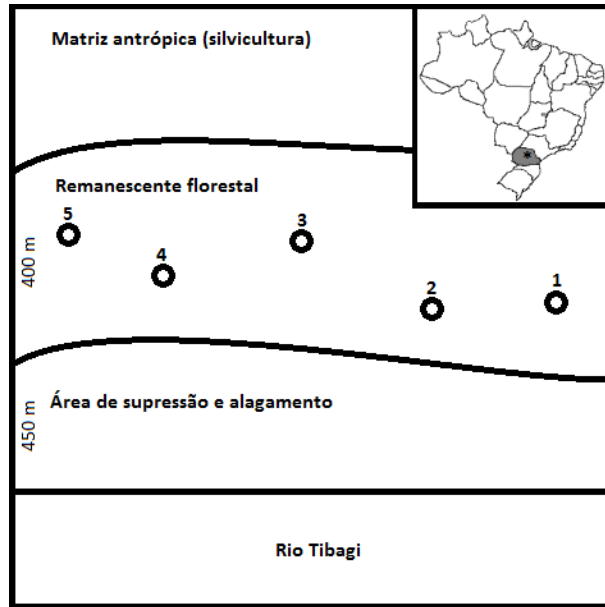 Matriz antrópica (silvicultura)
Remanescente florestal
5
3
4
400 m
2
1
Área de supressão e alagamento
450 m
Rio Tibagi